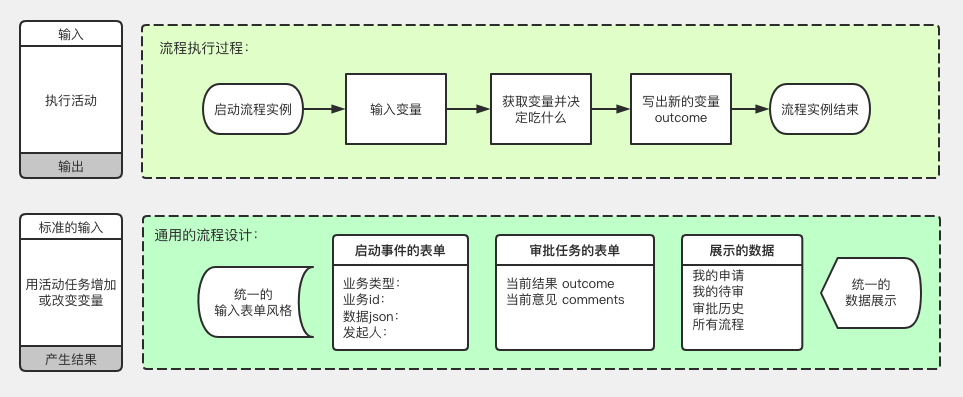 输入
执行活动
输出
流程执行过程：
启动流程实例
输入变量
获取变量并决
定吃什么
写出新的变量
outcome
流程实例结束
标准的输入
用活动任务增加
或改变变量
产生结果
通用的流程设计：
统一的
输入表单风格
启动事件的表单
业务类型：
业务id：
数据json：
发起人：
审批任务的表单
当前结果 outcome
当前意见 comments
展示的数据
我的申请
我的待审
审批历史
所有流程
统一的
数据展示